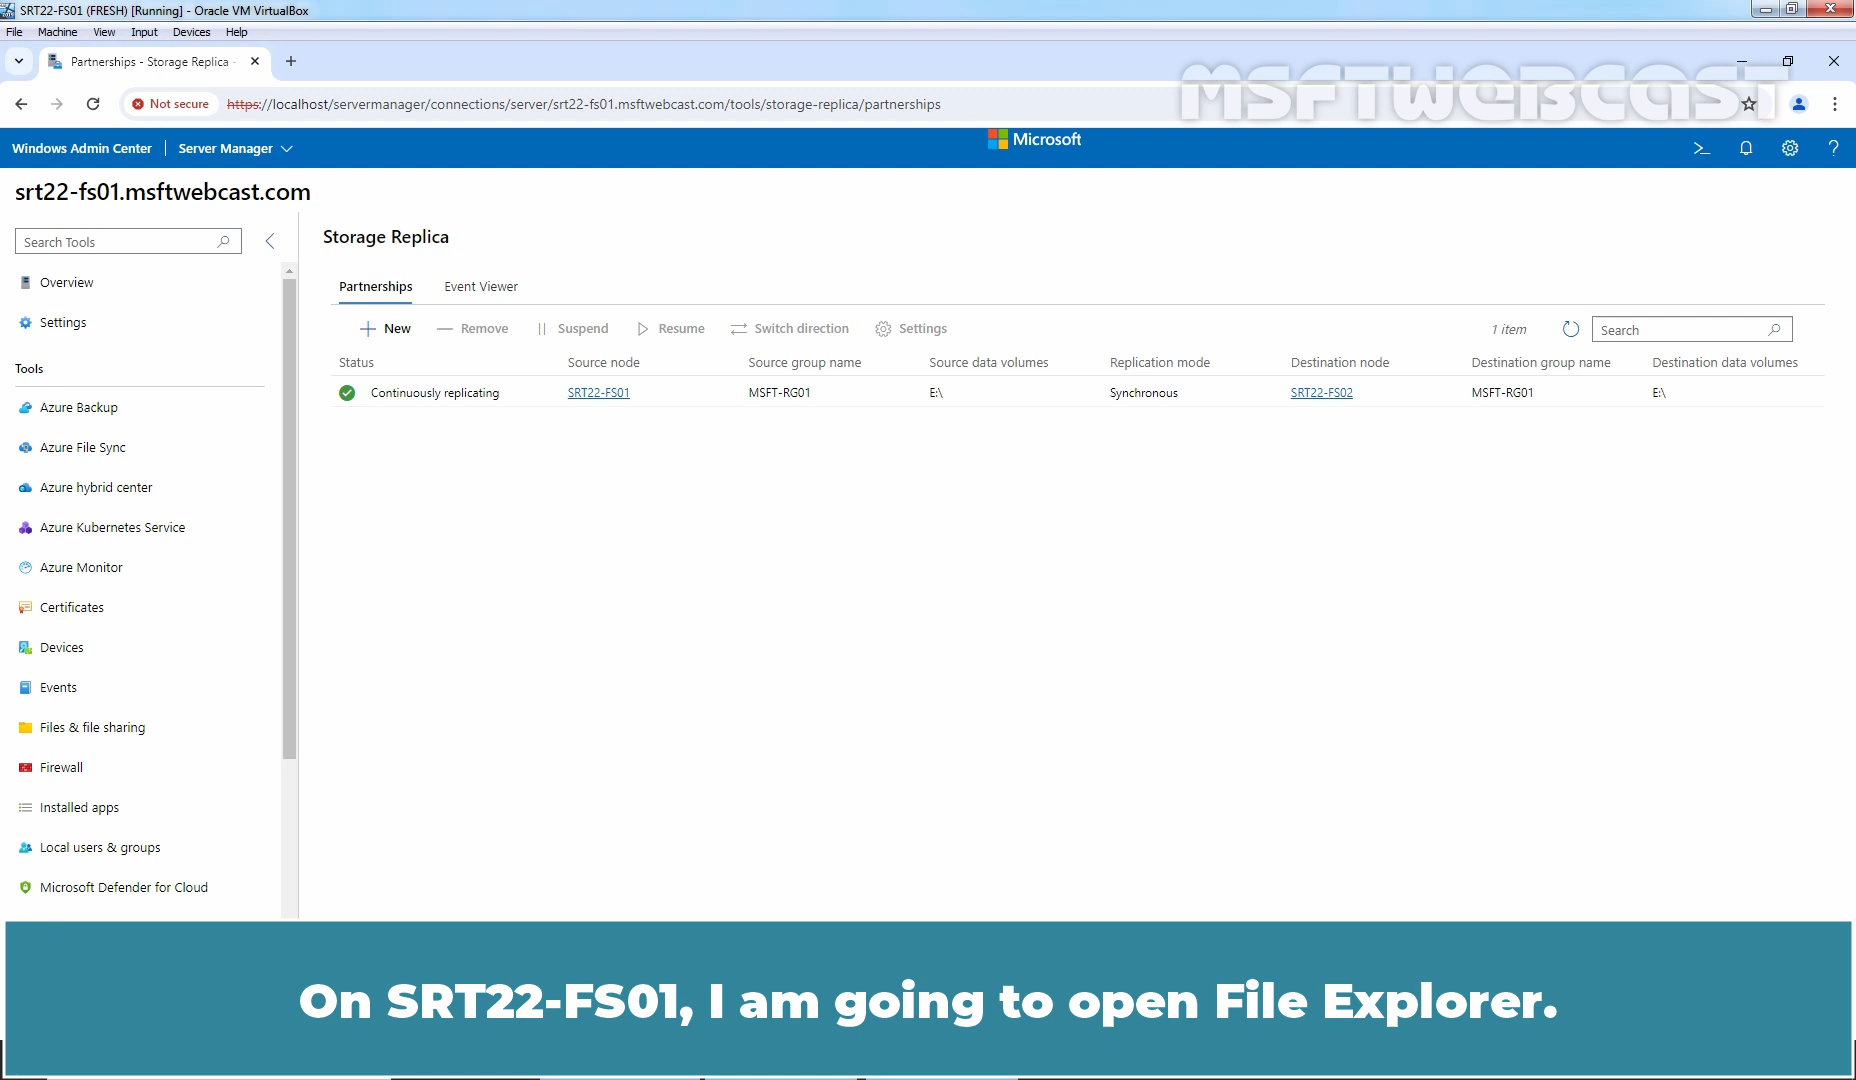 SRT22-FS01 (FRESH) [Running] - Oracle VM VirtualBox
File Machine View Input Devices Help
Partnerships - Storage Replica -
Not secure https://localhost/servermanager/connections/server/srt22-fs01.msftwebcast.com/tools/storage-replica/partnerships
MSFTWEBCAST
Windows Admin Center Server Manager Microsoft
srt22-fs01.msftwebcast.com
Search Tools
Overview
Settings
Tools
Azure Backup
Azure File Sync
Azure hybrid center
Azure Kubernetes Service
Azure Monitor
Certificates
Devices
Events
Files & file sharing
Firewall
Installed apps
Local users & groups
Microsoft Defender for Cloud
Storage Replica
Partnerships Event Viewer
New Remove Suspend Resume Switch direction Settings 1 item Search
Status Source node Source group name Source data volumes Replication mode Destination node Destination group name Destination data volumes
Continuously replicating SRT22-FS01 MSFT-RG01 E:\ Synchronous SRT22-FS02 MSFT-RG01 E:\
On SRT22-FS01, I am going to open File Explorer.